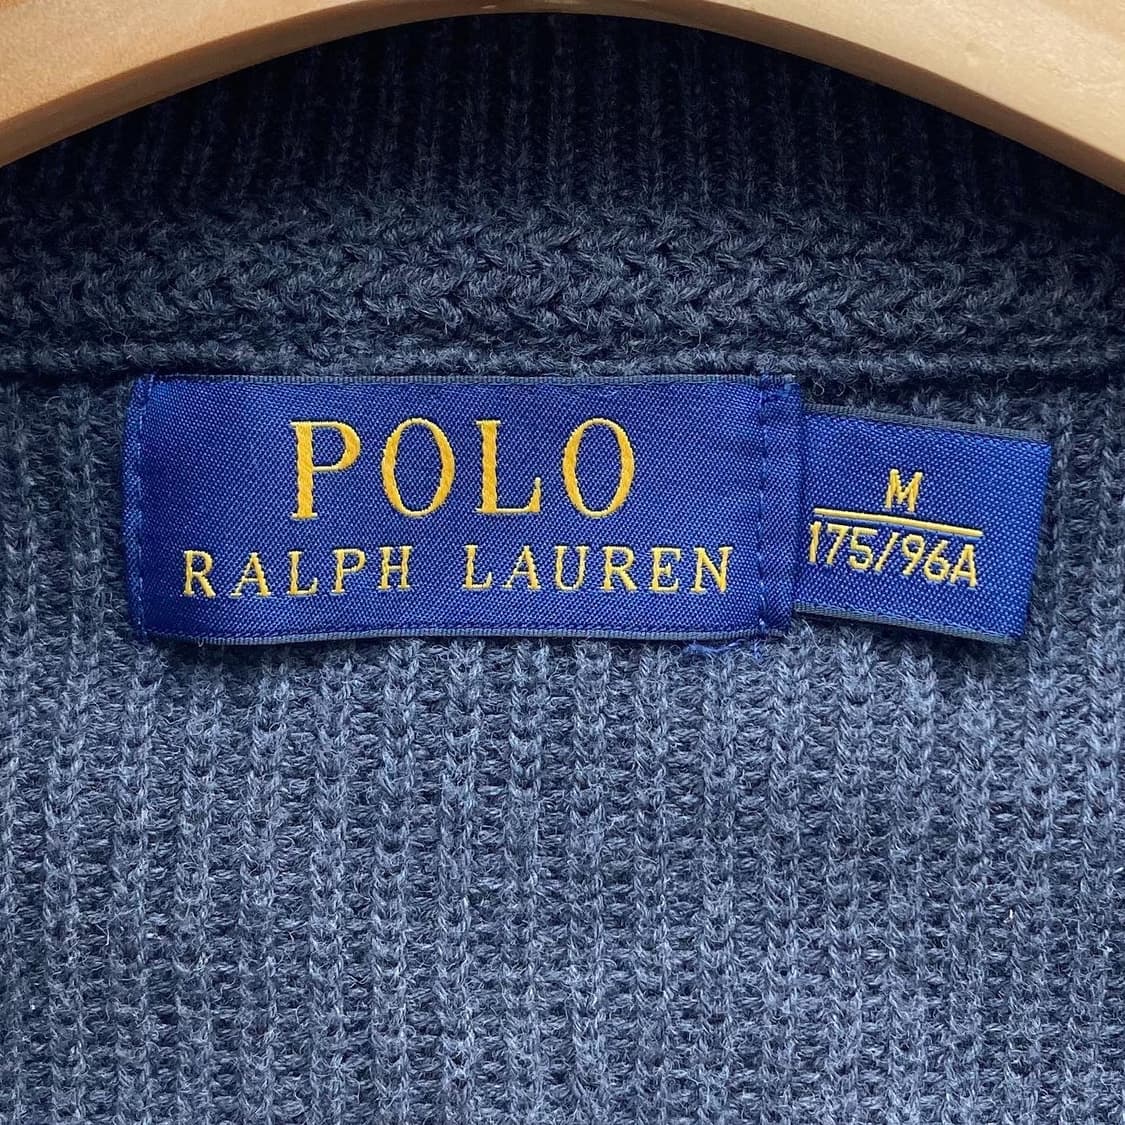 POLO
RALPH LAUREN
M
175/96A